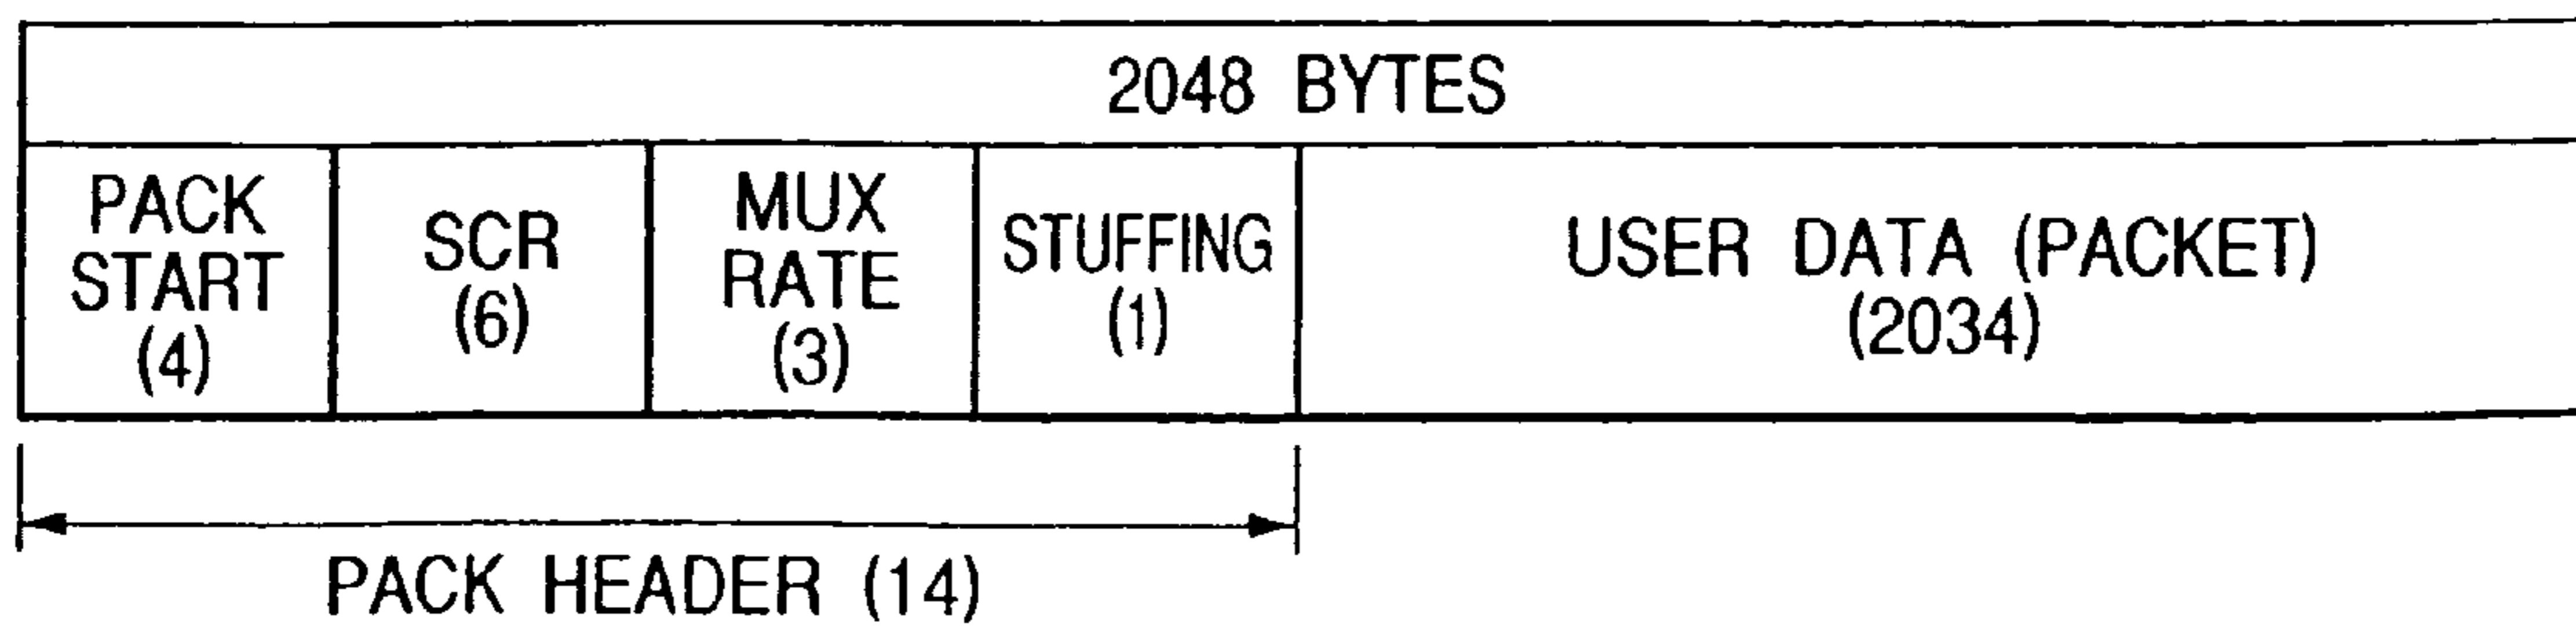 2048 BYTES
PACK
START
(4)
SCR
(6)
MUX
RATE
(3)
STUFFING
(1)
USER DATA (PACKET)
(2034)
PACK HEADER (14)